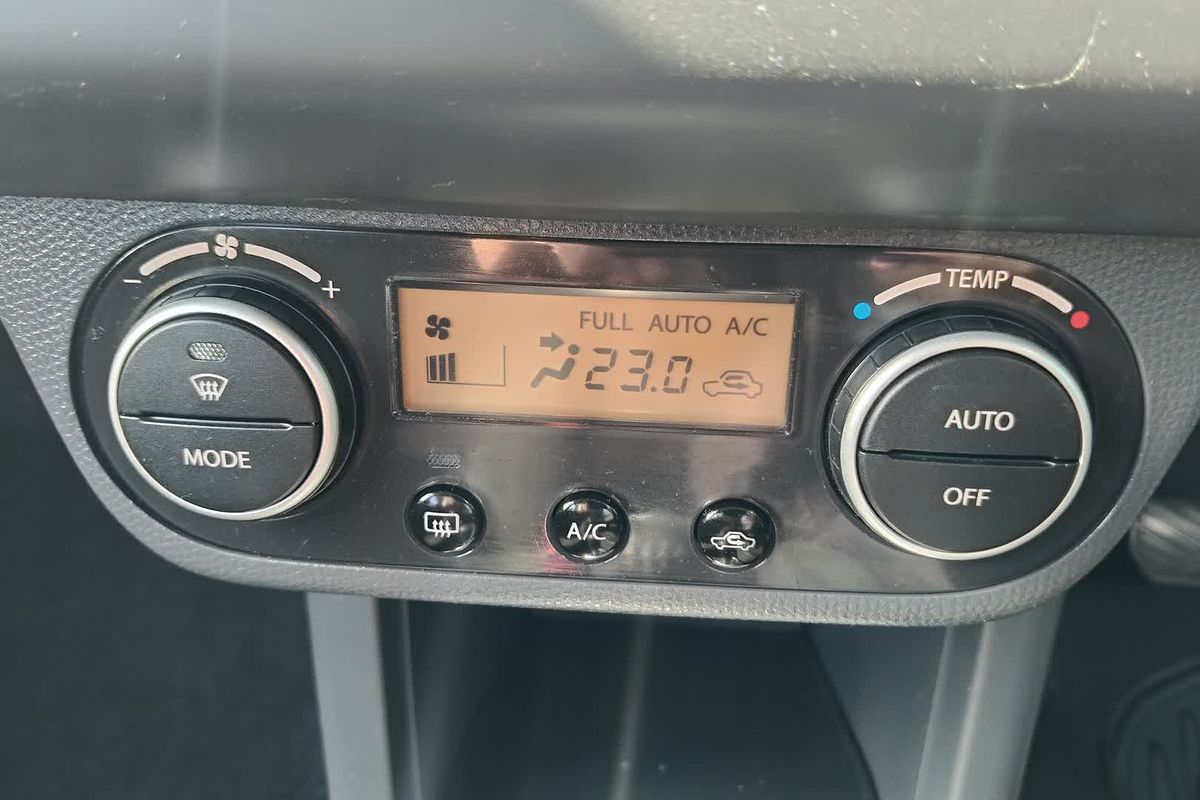 − +
MODE
FULL AUTO A/C
23.0
A/C
TEMP
AUTO
OFF